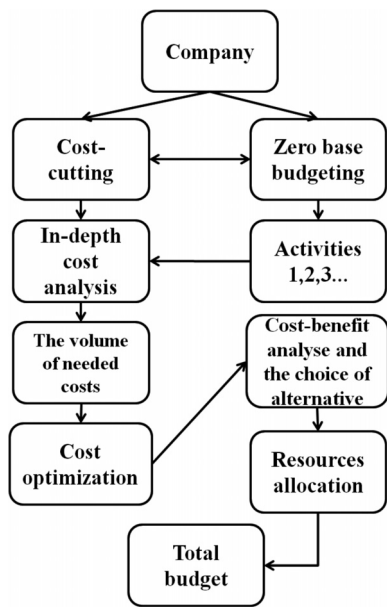 Company
Cost-
cutting
Zero base
budgeting
In-depth
cost
analysis
Activities
1,2,3...
The volume
of needed
costs
Cost-benefit
analyse and
the choice of
alternative
Cost
optimization
Resources
allocation
Total
budget